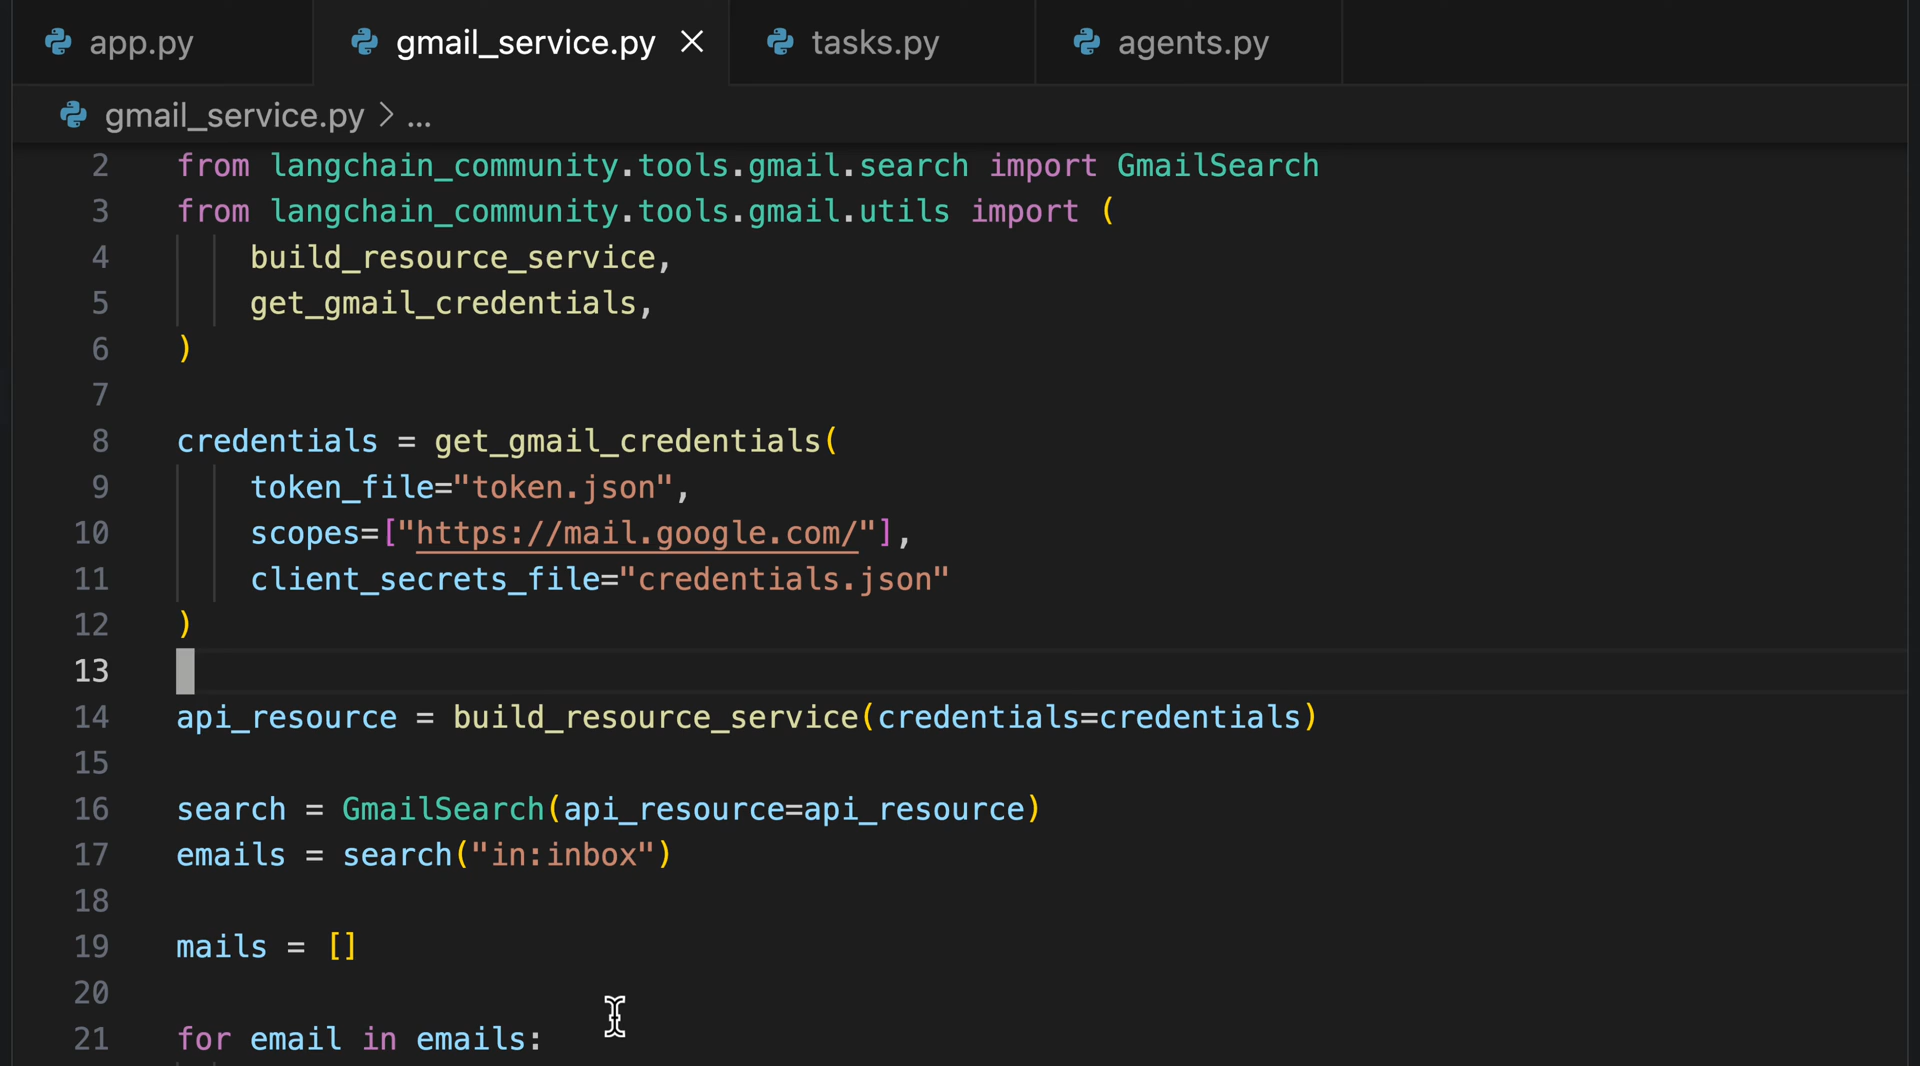 app.py
gmail_service.py
tasks.py
agents.py
gmail_service.py > ...
2 from langchain_community.tools.gmail.search import GmailSearch
3 from langchain_community.tools.gmail.utils import (
4     build_resource_service,
5     get_gmail_credentials,
6 )
7
8 credentials = get_gmail_credentials(
9     token_file="token.json",
10     scopes=["https://mail.google.com/"],
11     client_secrets_file="credentials.json"
12 )
13
14 api_resource = build_resource_service(credentials=credentials)
15
16 search = GmailSearch(api_resource=api_resource)
17 emails = search("in:inbox")
18
19 mails = []
20
21 for email in emails: